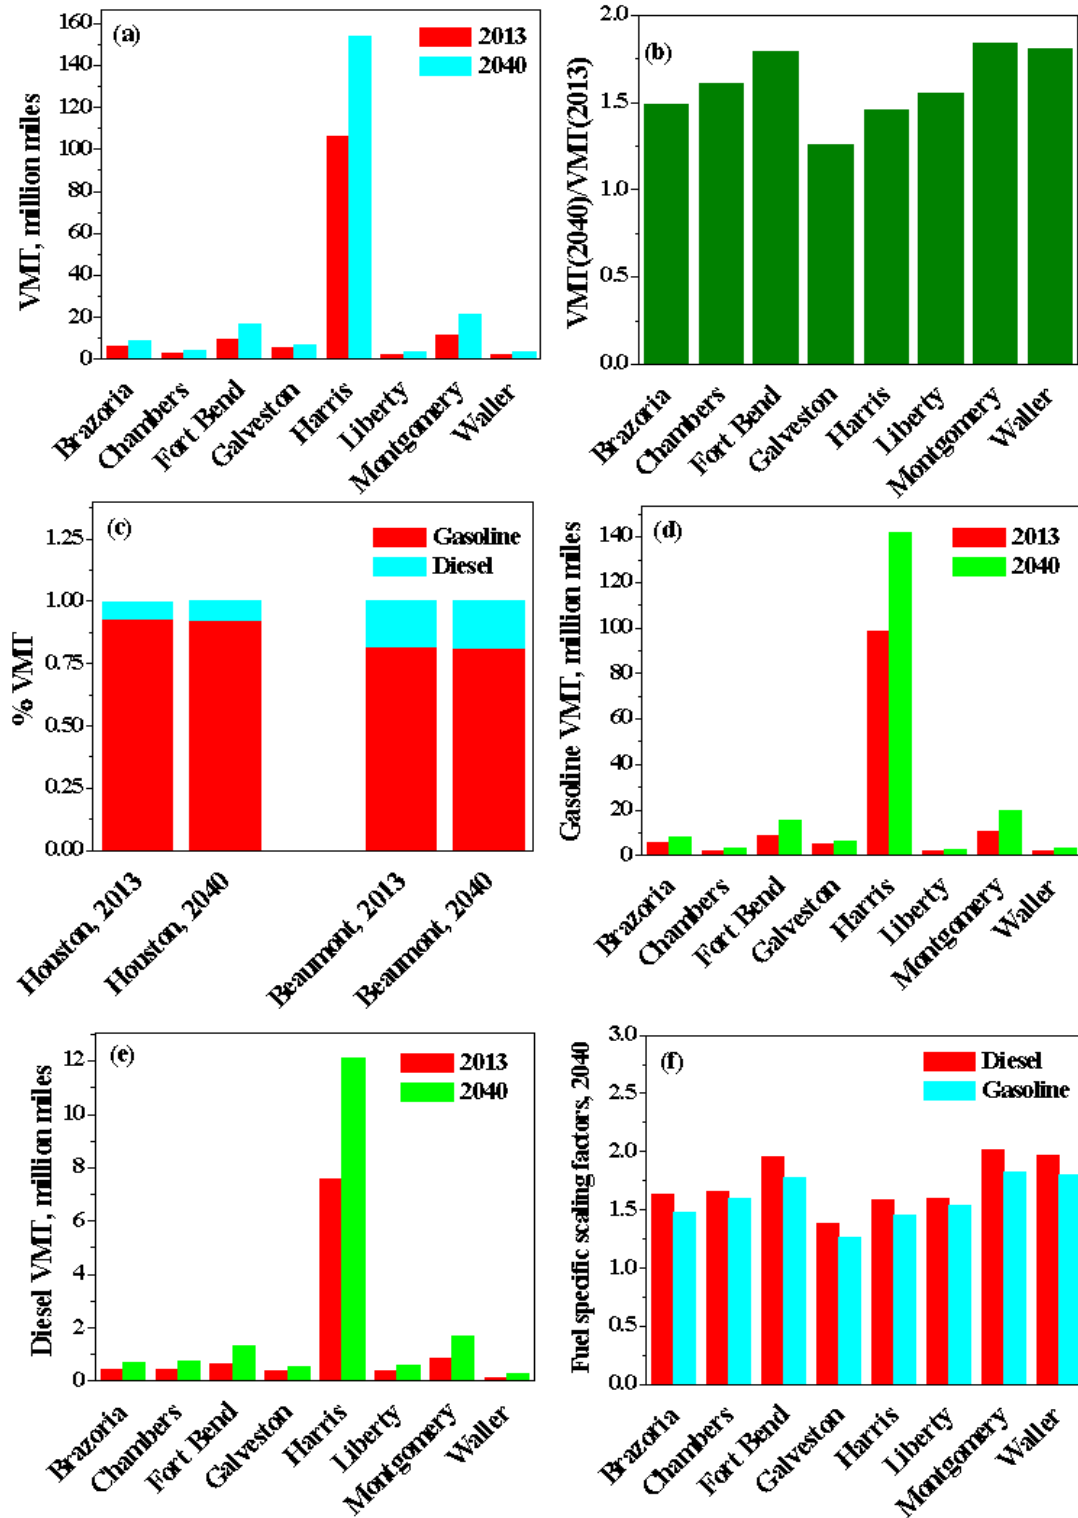 (a)
2013
2040
VMT, million miles
160
140
120
100
80
60
40
20
0
Brazoria
Chambers
Fort Bend
Galveston
Harris
Liberty
Montgomery
Waller
(b)
VMT(2040)/VMT(2013)
2.0
1.5
1.0
0.5
0.0
Brazoria
Chambers
Fort Bend
Galveston
Harris
Liberty
Montgomery
Waller
(c)
Gasoline
Diesel
% VMT
1.25
1.00
0.75
0.50
0.25
0.00
Houston, 2013
Houston, 2040
Beaumont, 2013
Beaumont, 2040
(d)
2013
2040
Gasoline VMT, million miles
140
120
100
80
60
40
20
0
Brazoria
Chambers
Fort Bend
Galveston
Harris
Liberty
Montgomery
Waller
(e)
2013
2040
Diesel VMT, million miles
12
10
8
6
4
2
0
Brazoria
Chambers
Fort Bend
Galveston
Harris
Liberty
Montgomery
Waller
(f)
Diesel
Gasoline
Fuel specific scaling factors, 2040
3.0
2.5
2.0
1.5
1.0
0.5
0.0
Brazoria
Chambers
Fort Bend
Galveston
Harris
Liberty
Montgomery
Waller